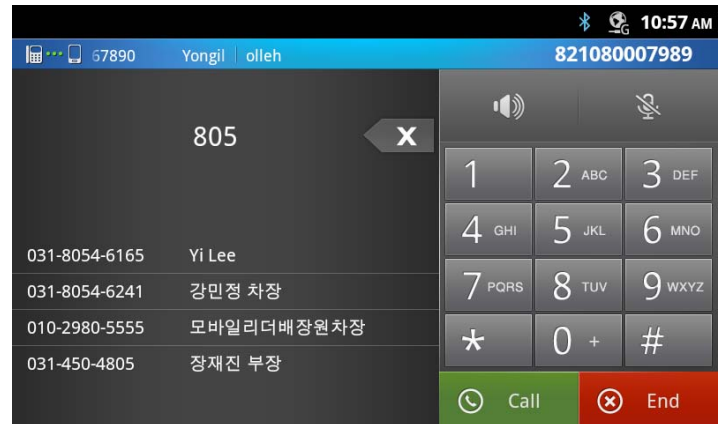 G 10:57 AM
67890 Yongil olleh 821080007989
805 X
1 2 ABC 3 DEF
4 GHI 5 JKL 6 MNO
7 PQRS 8 TUV 9 WXYZ
* 0 + #
031-8054-6165 Yi Lee
031-8054-6241 강민정 차장
010-2980-5555 모바일리더배장원차장
031-450-4805 장재진 부장
Call End